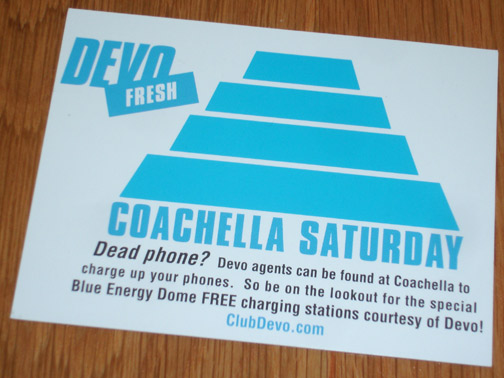 DEVO
FRESH
COACHELLA SATURDAY
Dead phone? Devo agents can be found at Coachella to
charge up your phones. So be on the lookout for the special
Blue Energy Dome FREE charging stations courtesy of Devo!
ClubDevo.com